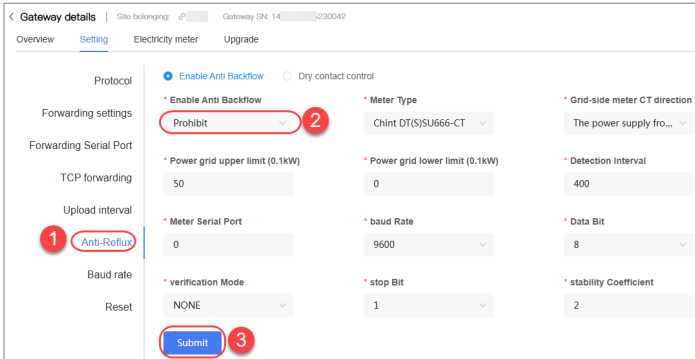 Gateway details | Site belonging: Gateway SN: 14 5230042
Overview Setting Electricity meter Upgrade
Protocol
Forwarding settings
Forwarding Serial Port
TCP forwarding
Upload interval
1 Anti-Reflux
Baud rate
Reset
Enable Anti Backflow Dry contact control
* Enable Anti Backflow * Meter Type * Grid-side meter CT direction
Prohibit 2 Chint DT(S)SU666-CT The power supply fro...
* Power grid upper limit (0.1kW) * Power grid lower limit (0.1kW) * Detection Interval
50 0 400
* Meter Serial Port * baud Rate * Data Bit
0 9600 8
* verification Mode * stop Bit * stability Coefficient
NONE 1 2
Submit 3